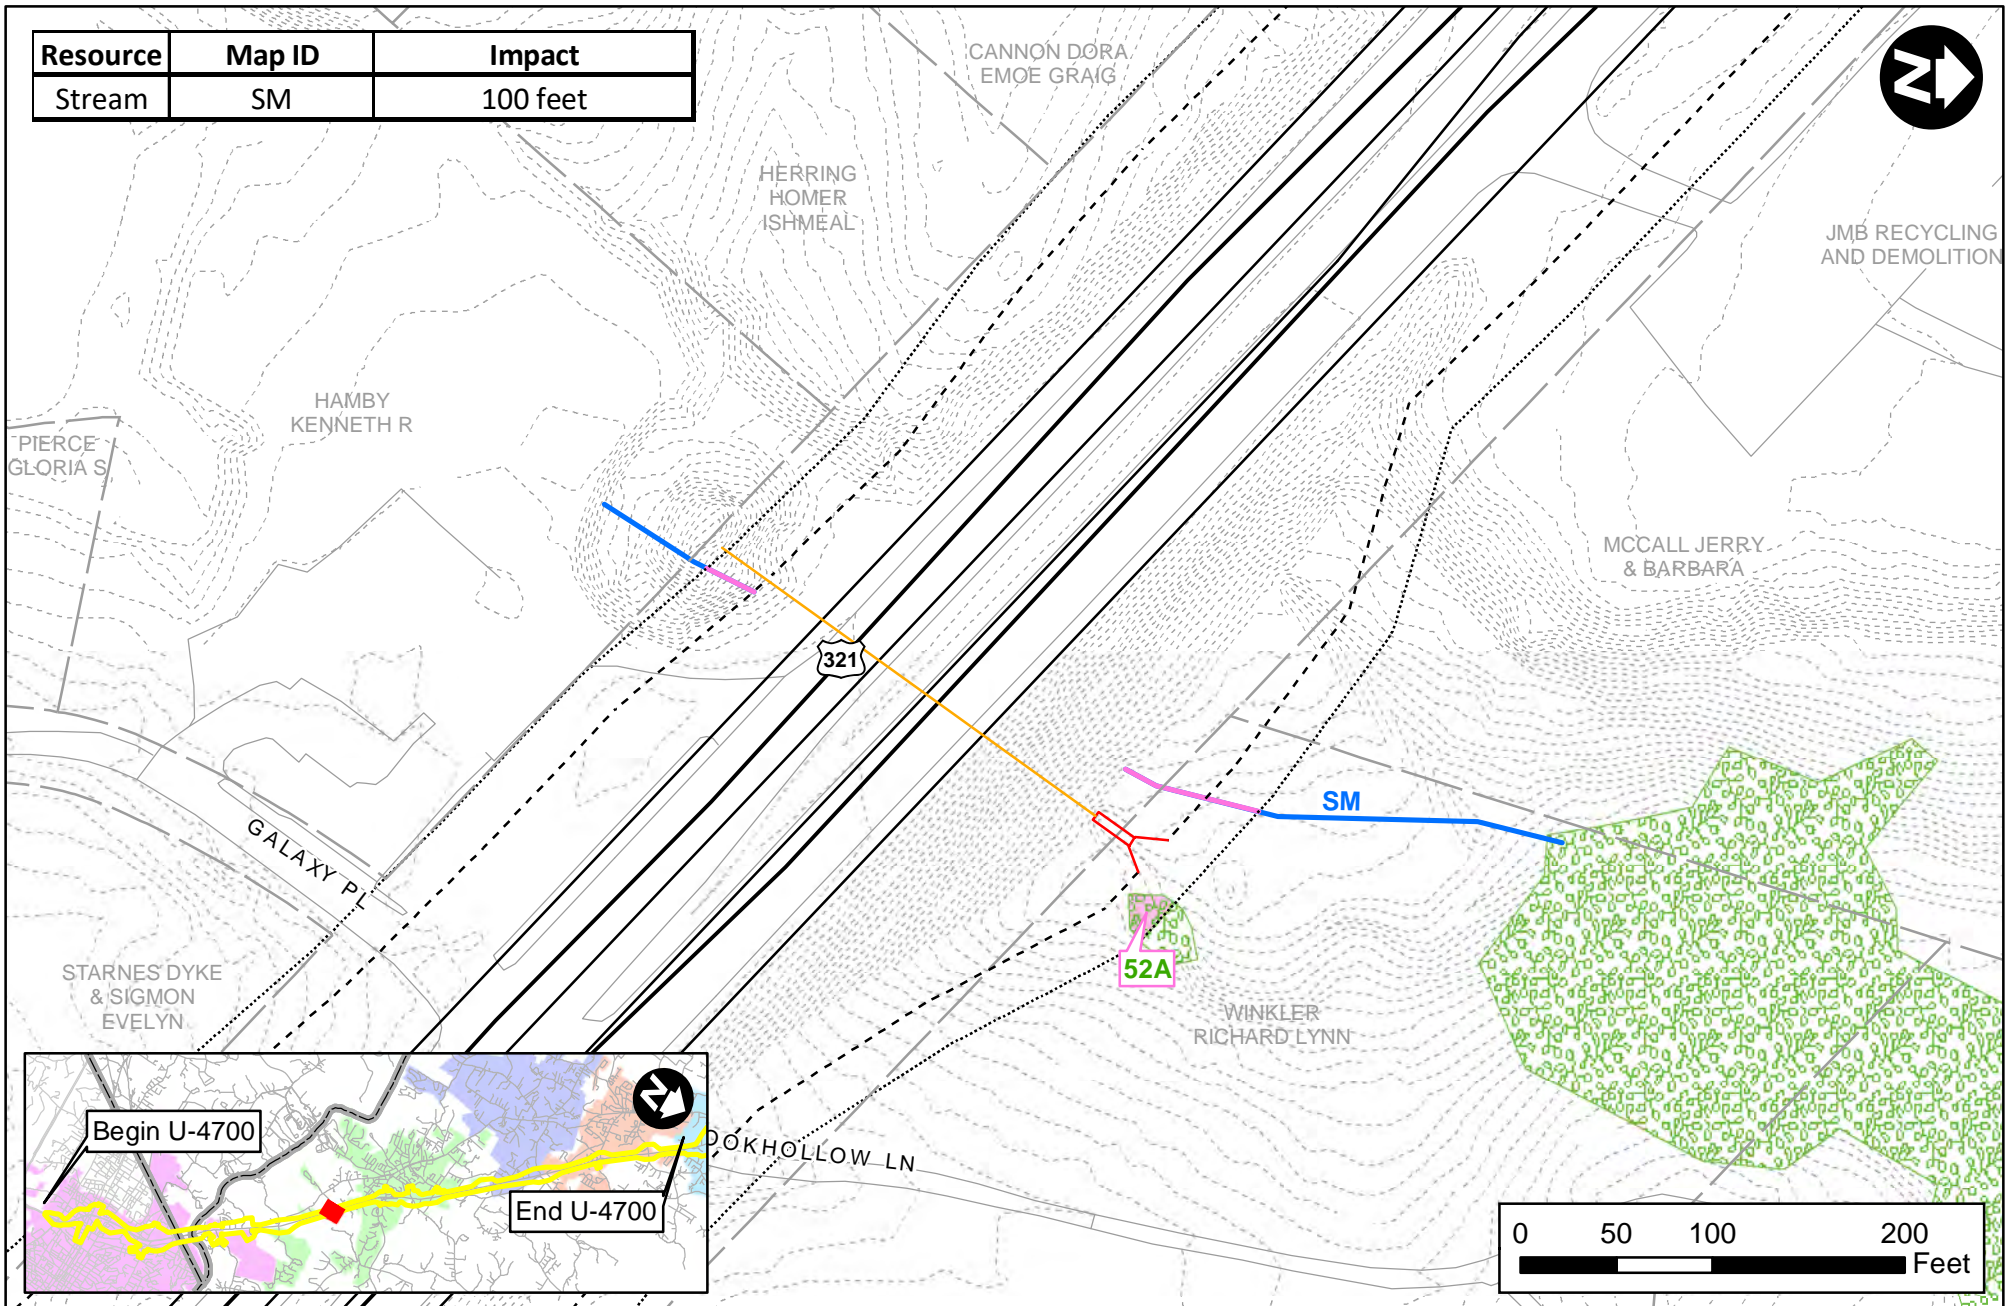 Resource Map ID Impact
Stream SM 100 feet
CANNON DORA
EMOE GRAIG
N
HERRING
HOMER
ISHMEAL
JMB RECYCLING
AND DEMOLITION
HAMBY
KENNETH R
PIERCE
GLORIA S
MCCALL JERRY
& BARBARA
321
SM
GALAXY PL
52A
STARNES DYKE
& SIGMON
EVELYN
WINKLER
RICHARD LYNN
OOKHOLLOW LN
Begin U-4700
N
End U-4700
0 50 100 200
Feet